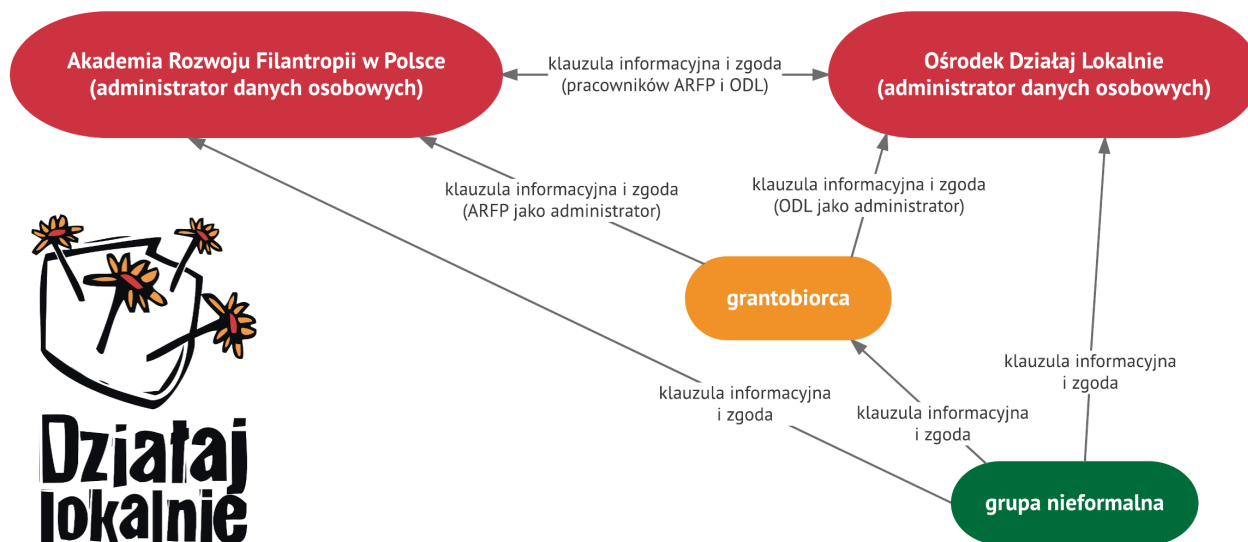 Akademia Rozwoju Filantropii w Polsce
(administrator danych osobowych)
klauzula informacyjna i zgoda
(pracowników ARFP i ODL)
Ośrodek Działaj Lokalnie
(administrator danych osobowych)
klauzula informacyjna i zgoda
(ARFP jako administrator)
klauzula informacyjna i zgoda
(ODL jako administrator)
grantobiorca
klauzula informacyjna
i zgoda
klauzula informacyjna
i zgoda
klauzula informacyjna
i zgoda
grupa nieformalna
Działaj
lokalnie